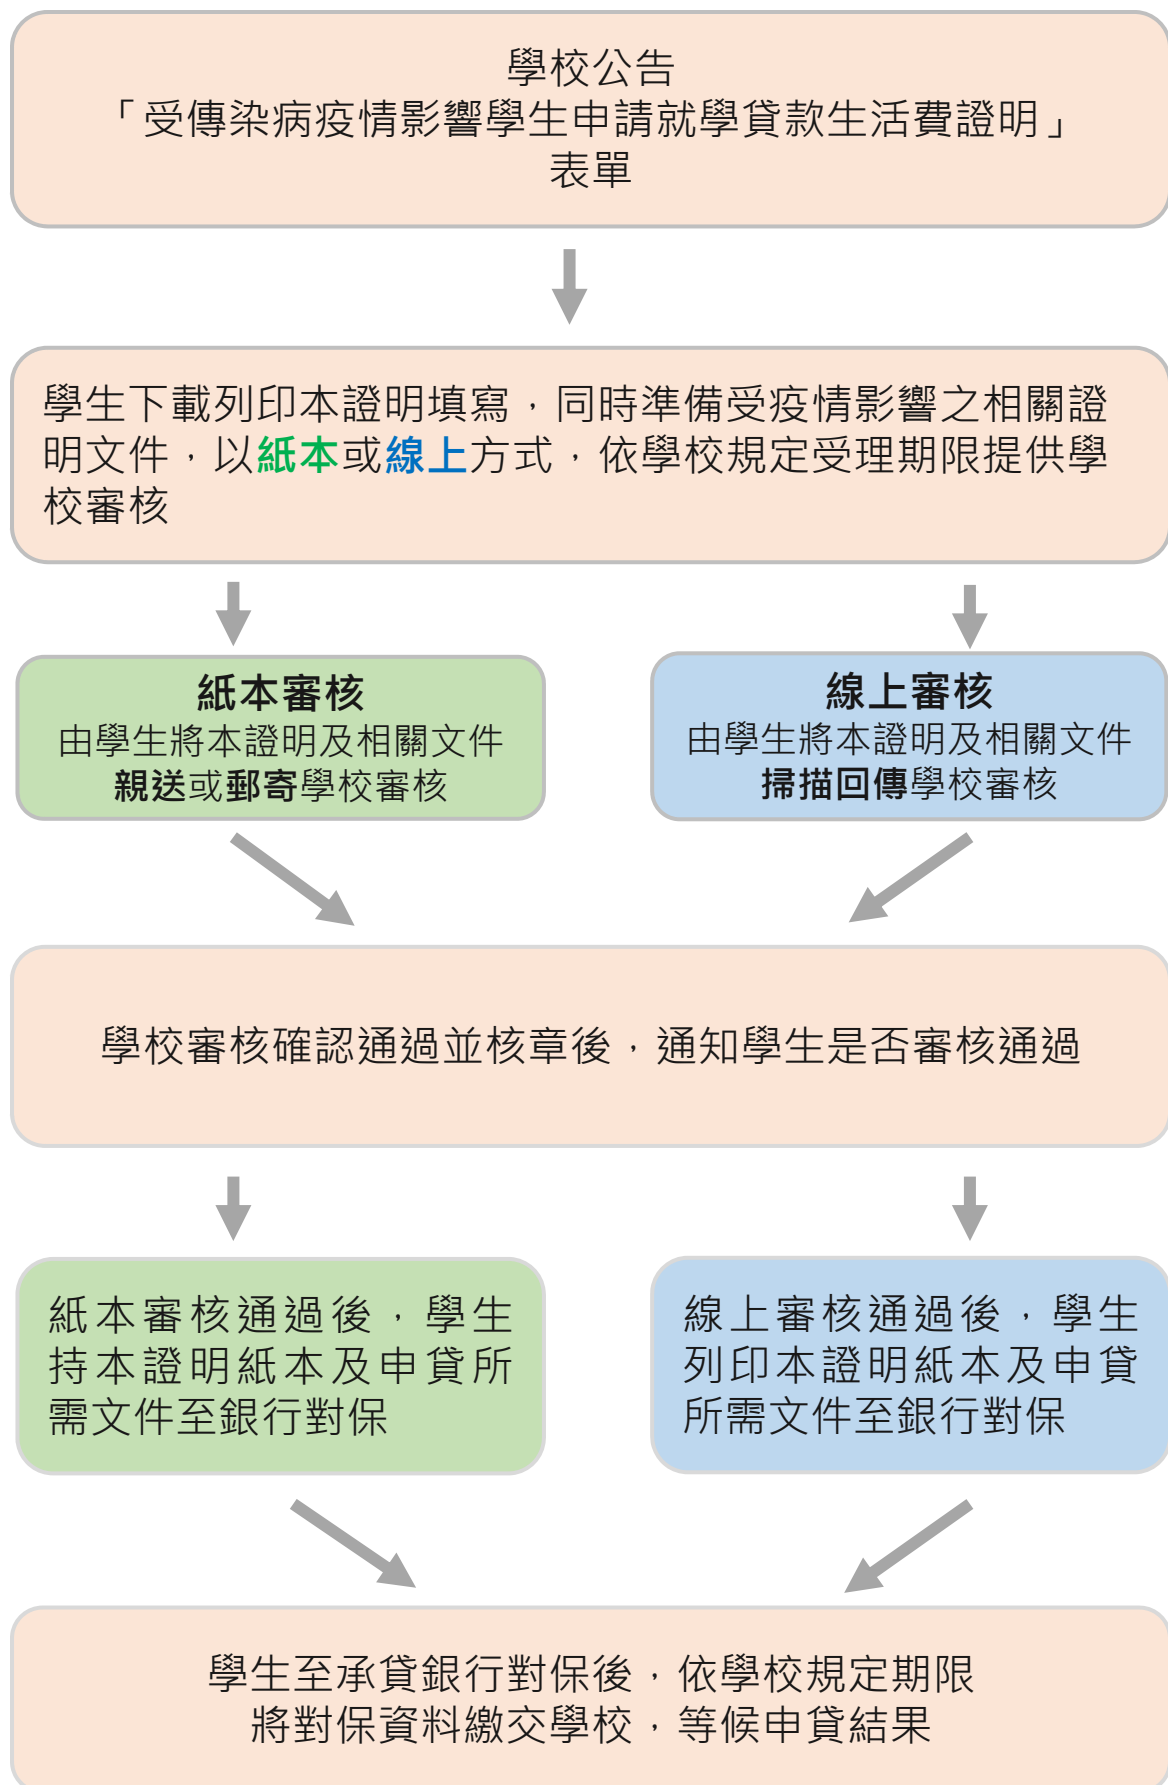 學校公告
「受傳染病疫情影響學生申請就學貸款生活費證明」
表單
學生下載列印本證明填寫，同時準備受疫情影響之相關證
明文件，以紙本或線上方式，依學校規定受理期限提供學
校審核
紙本審核
由學生將本證明及相關文件
親送或郵寄學校審核
線上審核
由學生將本證明及相關文件
掃描回傳學校審核
學校審核確認通過並核章後，通知學生是否審核通過
紙本審核通過後，學生
持本證明紙本及申貸所
需文件至銀行對保
線上審核通過後，學生
列印本證明紙本及申貸
所需文件至銀行對保
學生至承貸銀行對保後，依學校規定期限
將對保資料繳交學校，等候申貸結果